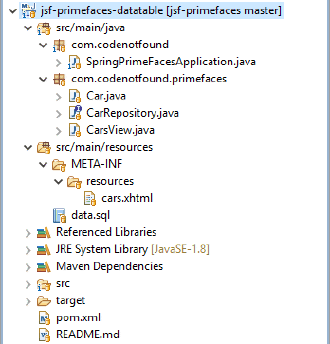 jsf-primefaces-datatable [jsf-primefaces master]
src/main/java
com.codenotfound
SpringPrimeFacesApplication.java
com.codenotfound.primefaces
Car.java
CarRepository.java
CarsView.java
src/main/resources
META-INF
resources
cars.xhtml
data.sql
Referenced Libraries
JRE System Library [JavaSE-1.8]
Maven Dependencies
src
target
pom.xml
README.md